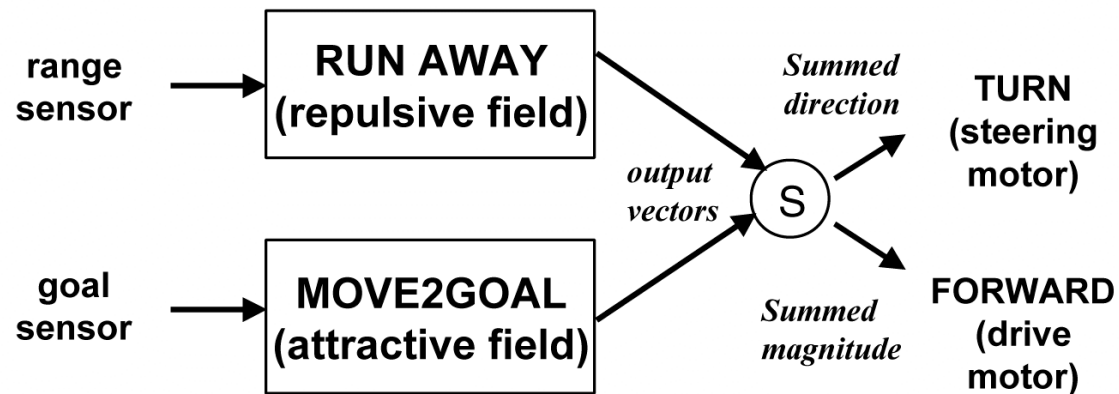 range
sensor
RUN AWAY
(repulsive field)
Summed
direction
TURN
(steering
motor)
output
vectors
S
goal
sensor
MOVE2GOAL
(attractive field)
Summed
magnitude
FORWARD
(drive
motor)